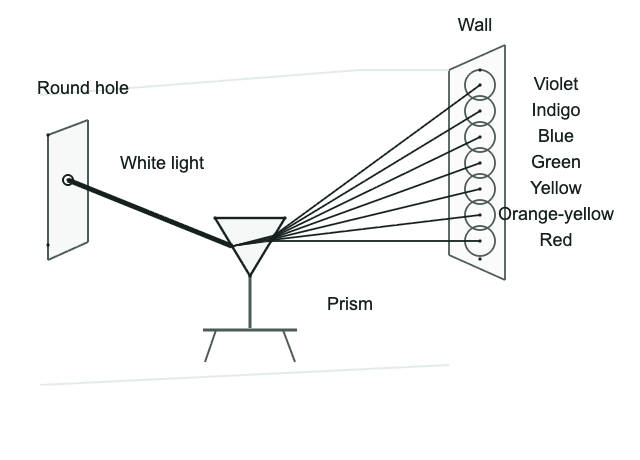 Wall
Round hole
Violet
Indigo
Blue
White light
Green
Yellow
Orange-yellow
Red
Prism